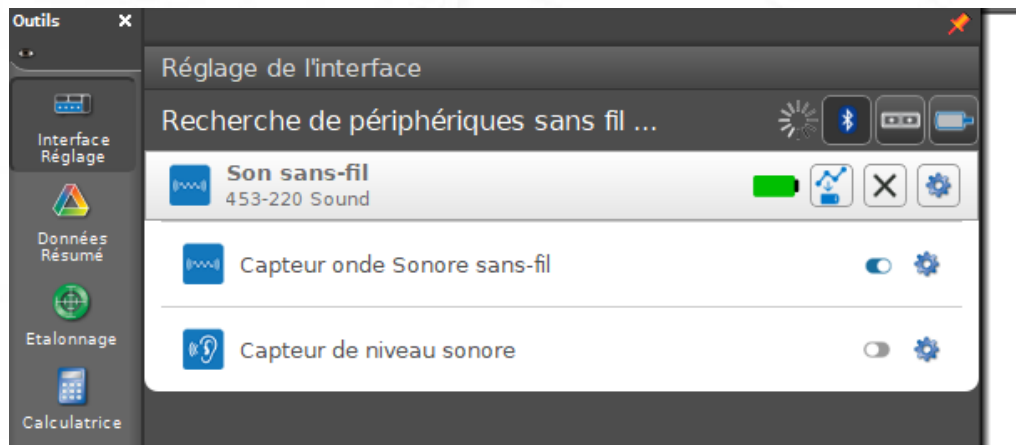 Outils
Réglage de l'interface
Recherche de périphériques sans fil ...
Interface
Réglage
Son sans-fil
453-220 Sound
Données
Résumé
Capteur onde Sonore sans-fil
Etalonnage
Capteur de niveau sonore
Calculatrice